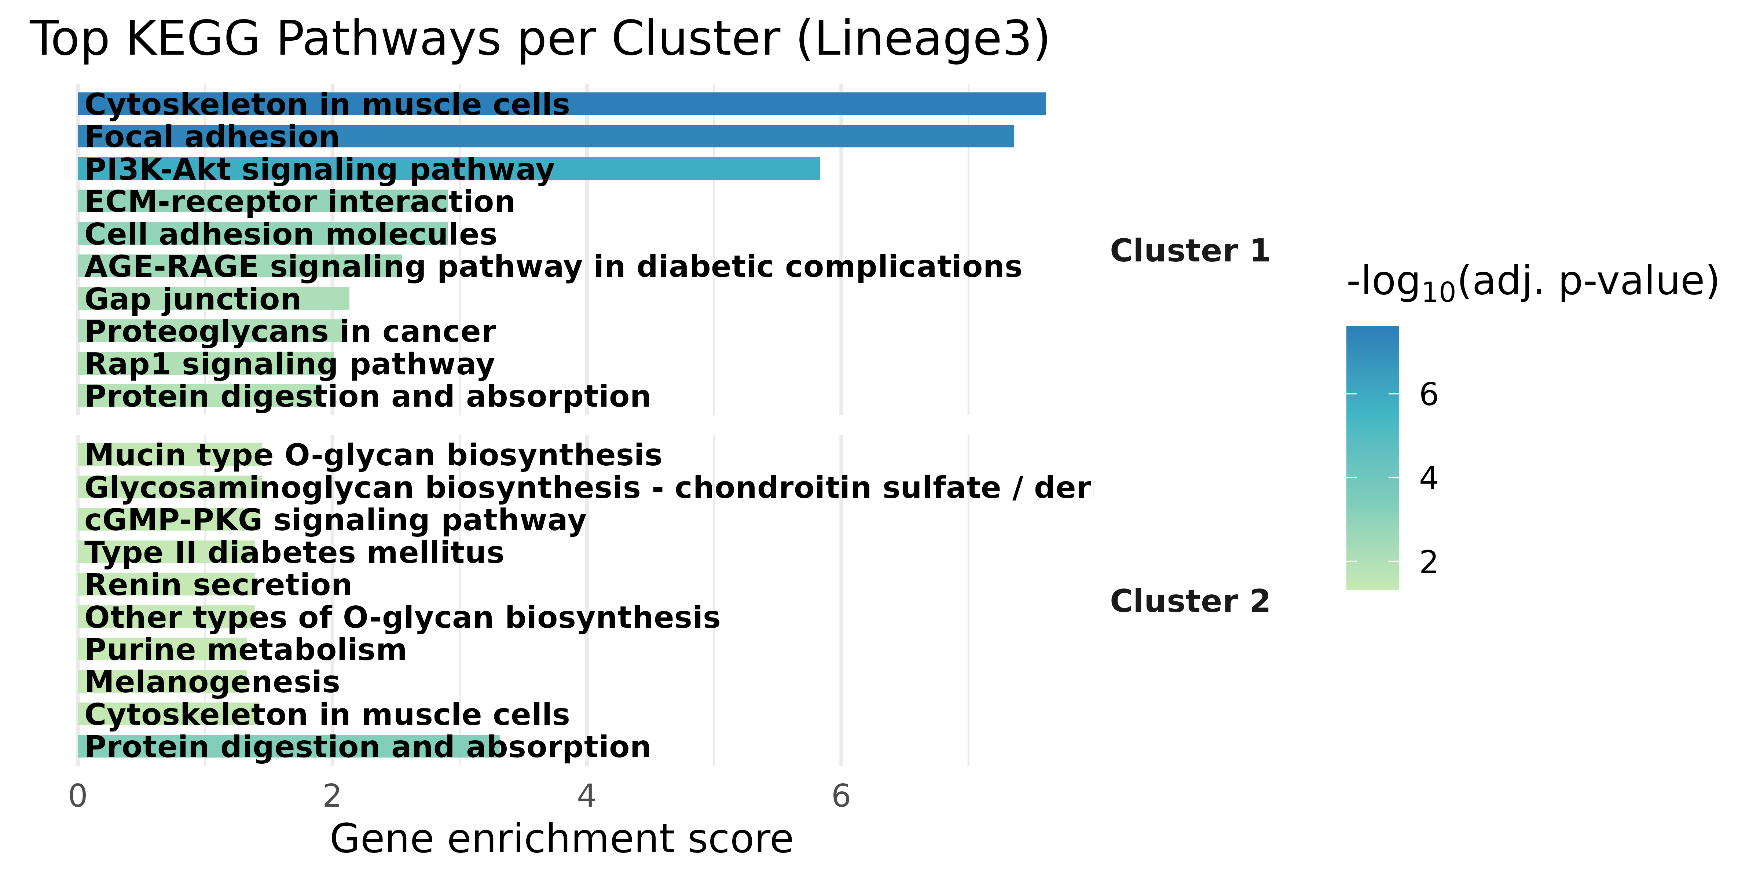 Top KEGG Pathways per Cluster (Lineage3)
Cytoskeleton in muscle cells
Focal adhesion
PI3K-Akt signaling pathway
ECM-receptor interaction
Cell adhesion molecules
AGE-RAGE signaling pathway in diabetic complications
Gap junction
Proteoglycans in cancer
Rap1 signaling pathway
Protein digestion and absorption
Cluster 1
Mucin type O-glycan biosynthesis
Glycosaminoglycan biosynthesis - chondroitin sulfate / der
cGMP-PKG signaling pathway
Type II diabetes mellitus
Renin secretion
Other types of O-glycan biosynthesis
Purine metabolism
Melanogenesis
Cytoskeleton in muscle cells
Protein digestion and absorption
Cluster 2
0 2 4 6
Gene enrichment score
-log₁₀(adj. p-value)
6
4
2